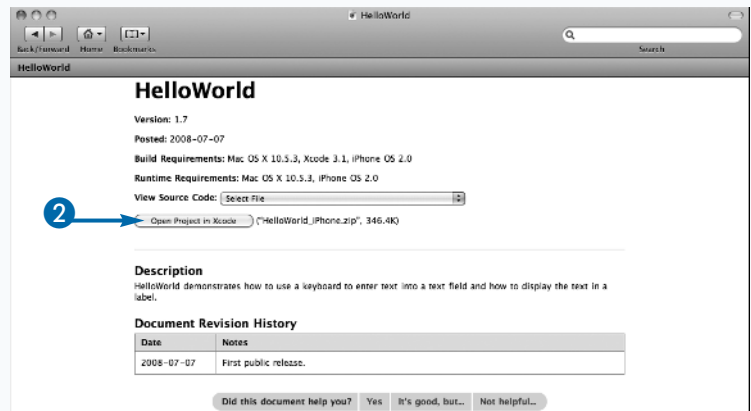 HelloWorld
Back/Forward Home Bookmarks
Search
HelloWorld
HelloWorld
Version: 1.7
Posted: 2008-07-07
Build Requirements: Mac OS X 10.5.3, Xcode 3.1, iPhone OS 2.0
Runtime Requirements: Mac OS X 10.5.3, iPhone OS 2.0
View Source Code: Select File
2
Open Project in Xcode ("HelloWorld_iPhone.zip", 346.4K)
Description
HelloWorld demonstrates how to use a keyboard to enter text into a text field and how to display the text in a
label.
Document Revision History
Date Notes
2008-07-07 First public release.
Did this document help you? Yes It's good, but... Not helpful...